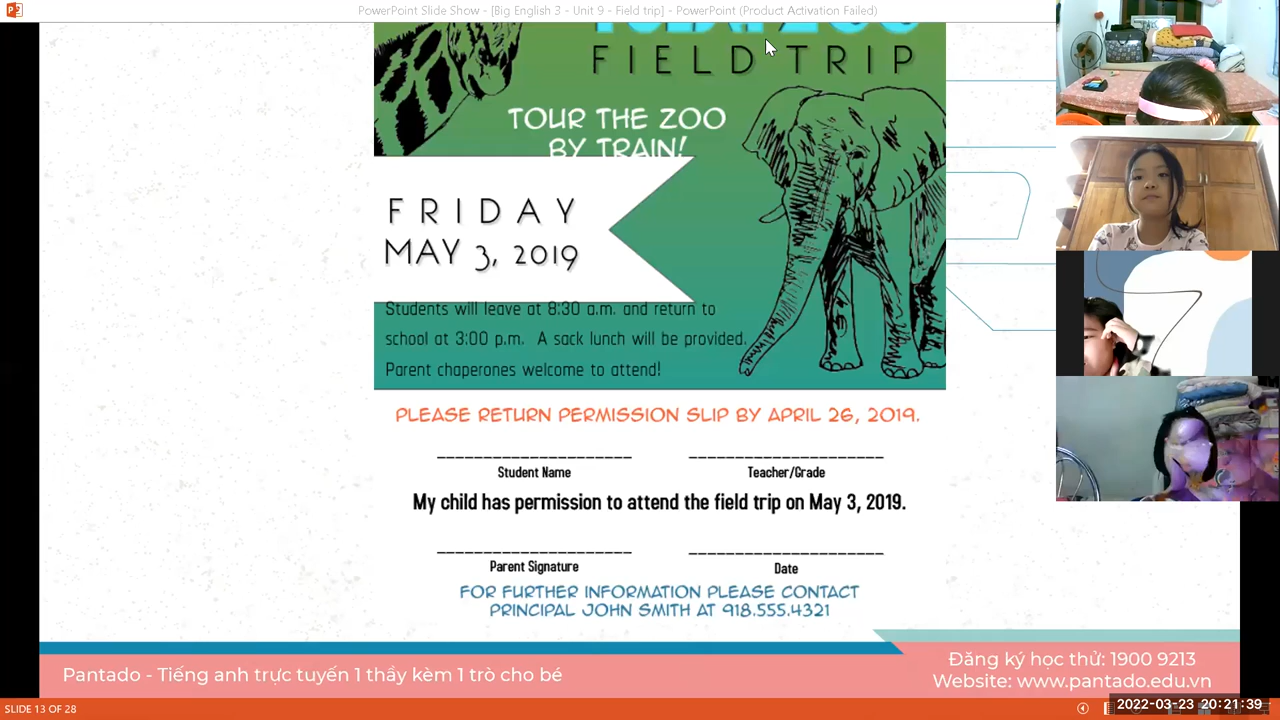 PowerPoint Slide Show - [Big English 3 - Unit 9 - Field trip] - PowerPoint (Product Activation Failed)
FIELD TRIP
TOUR THE ZOO
BY TRAIN!
FRIDAY
MAY 3, 2019
Students will leave at 8:30 a.m. and return to
school at 3:00 p.m. A sack lunch will be provided.
Parent chaperones welcome to attend!
PLEASE RETURN PERMISSION SLIP BY APRIL 26, 2019.
Student Name
Teacher/Grade
My child has permission to attend the field trip on May 3, 2019.
Parent Signature
Date
FOR FURTHER INFORMATION PLEASE CONTACT
PRINCIPAL JOHN SMITH AT 918.555.4321
Pantado - Tiếng anh trực tuyến 1 thầy kèm 1 trò cho bé
Đăng ký học thử: 1900 9213
Website: www.pantado.edu.vn
SLIDE 13 OF 28
2022-03-23 20:21:39